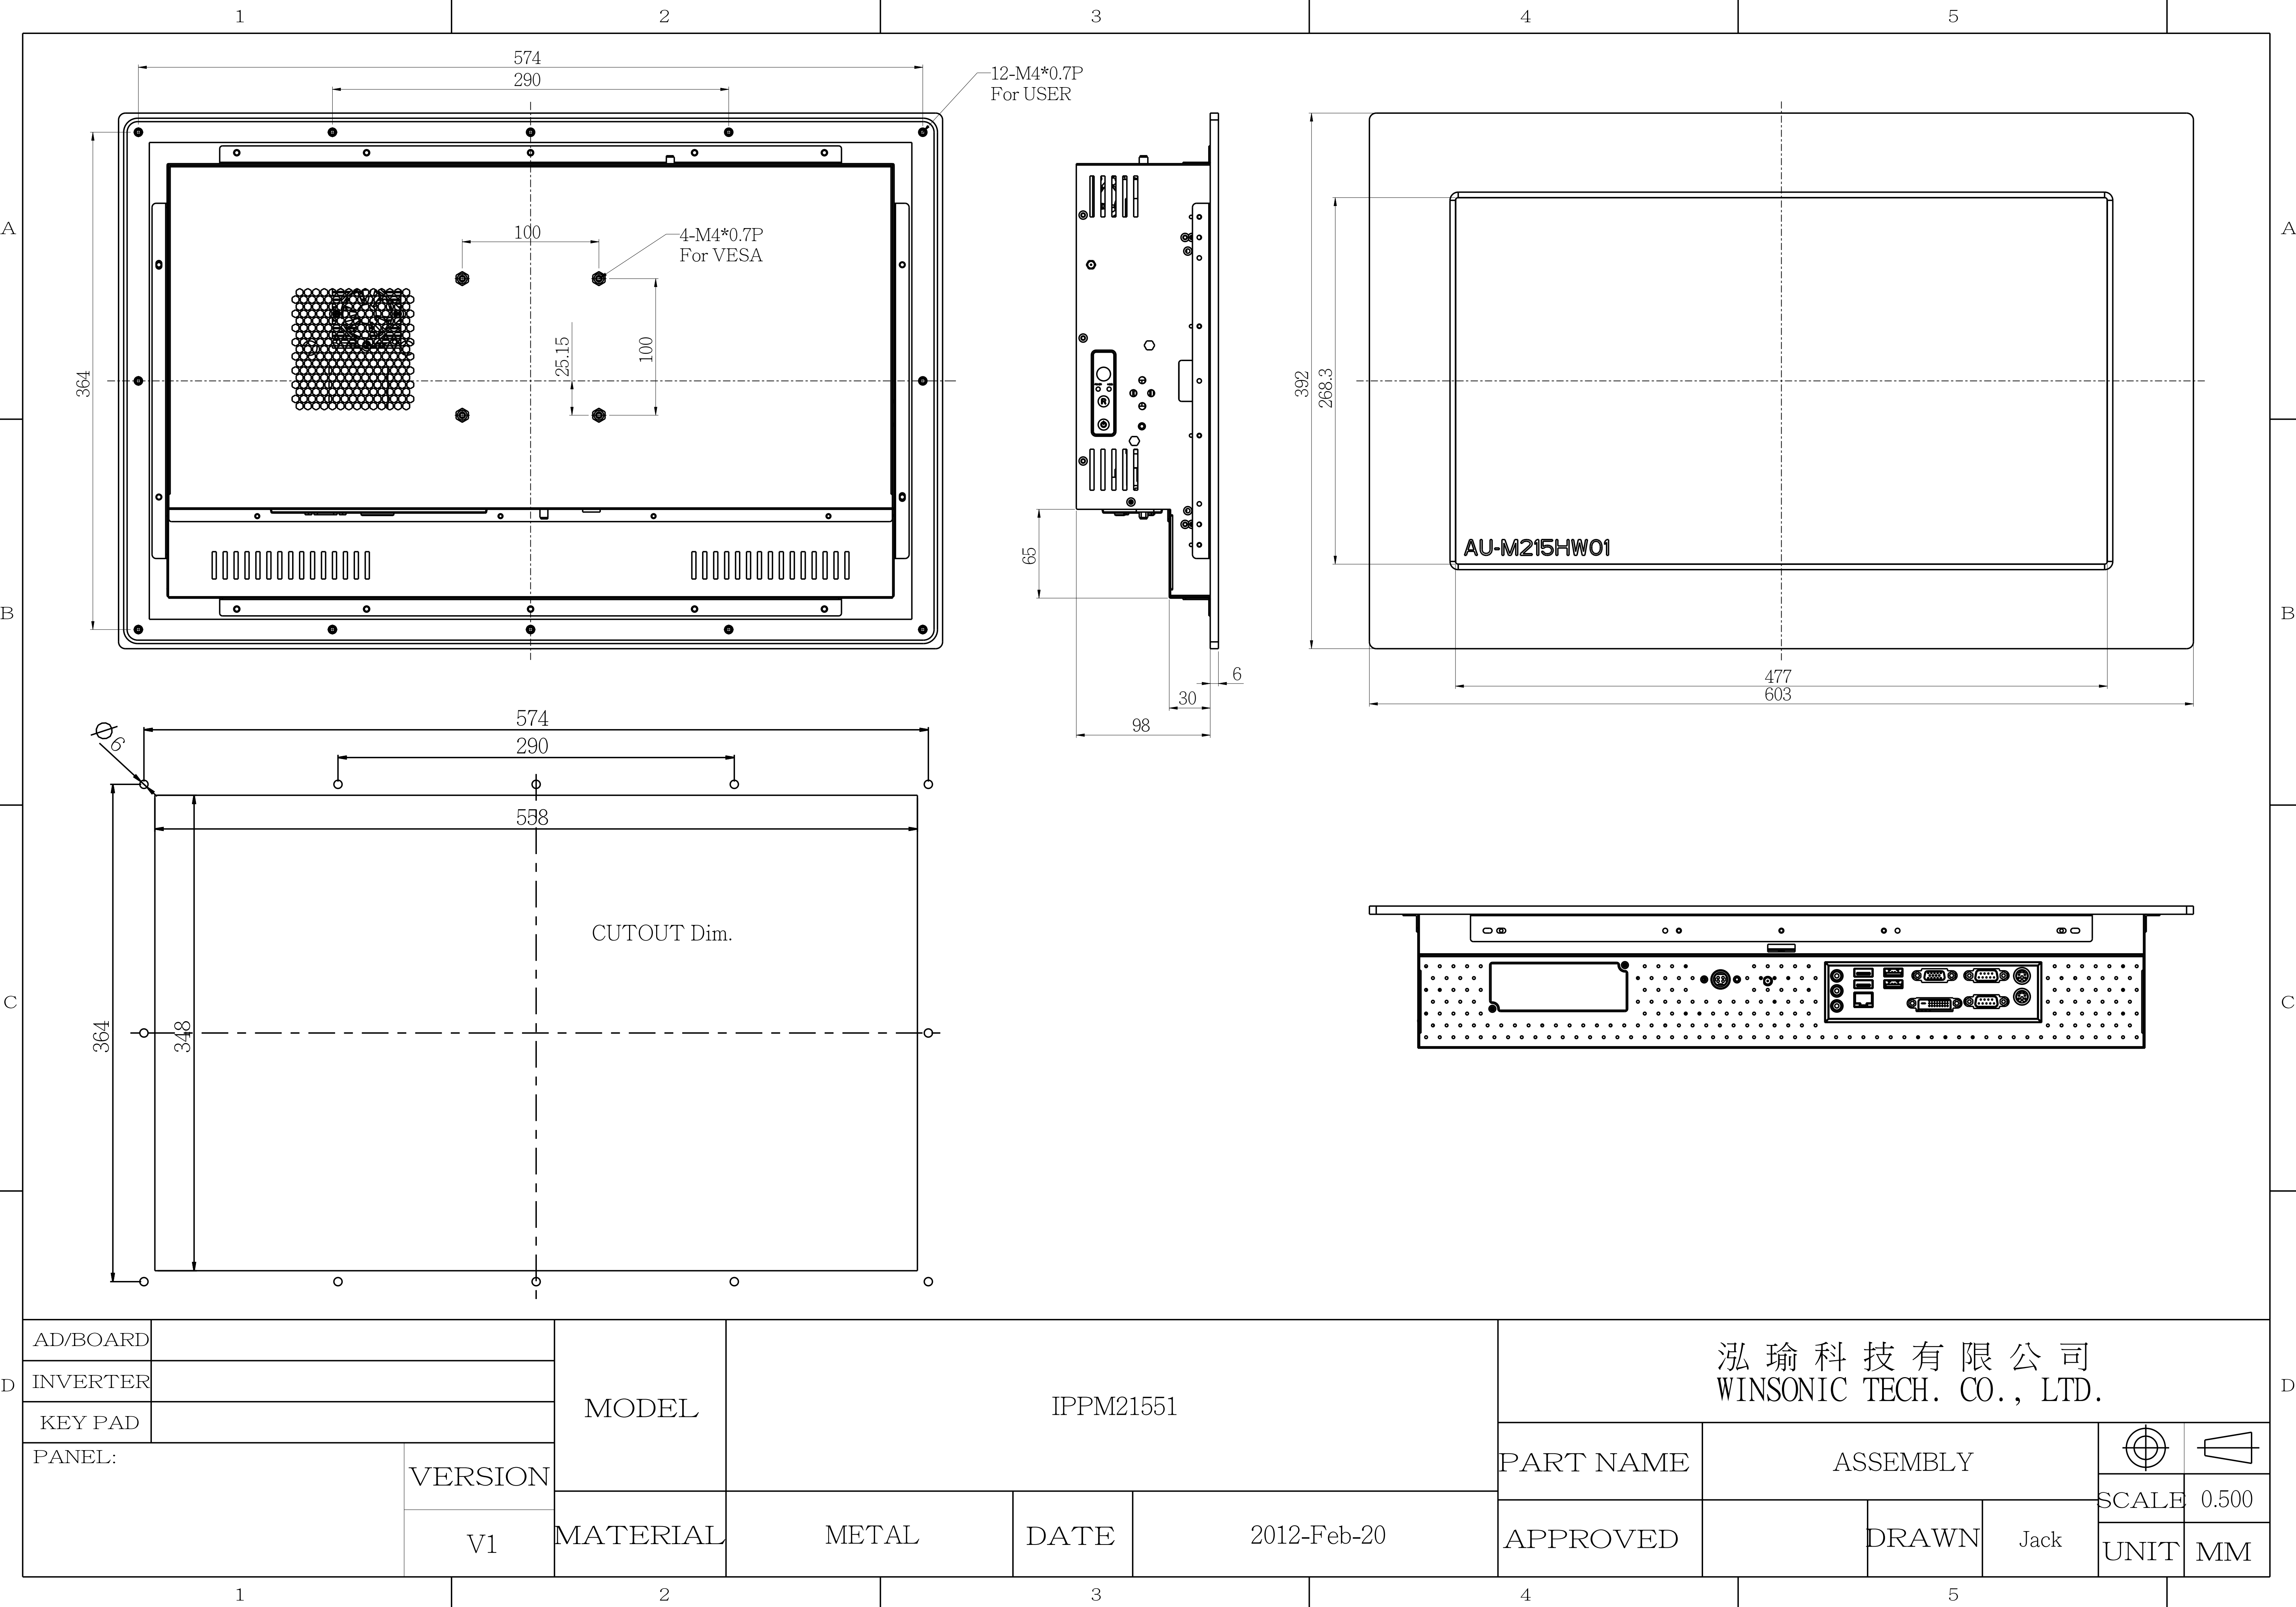 1 2 3 4 5
574
290
12-M4*0.7P
For USER
A
A
100
4-M4*0.7P
For VESA
364
25.15
100
392
268.3
R
AU-M215HW01
65
B
B
6
30
98
477
603
574
290
Ø6
558
CUTOUT Dim.
364
348
C
C
AD/BOARD
INVERTER
KEY PAD
PANEL:
VERSION
V1
MODEL
IPPM21551
MATERIAL
METAL
DATE
2012-Feb-20
泓瑜科技有限公司
WINSONIC TECH. CO., LTD.
PART NAME
ASSEMBLY
APPROVED
DRAWN
Jack
SCALE
0.500
UNIT
MM
D
D
1 2 3 4 5